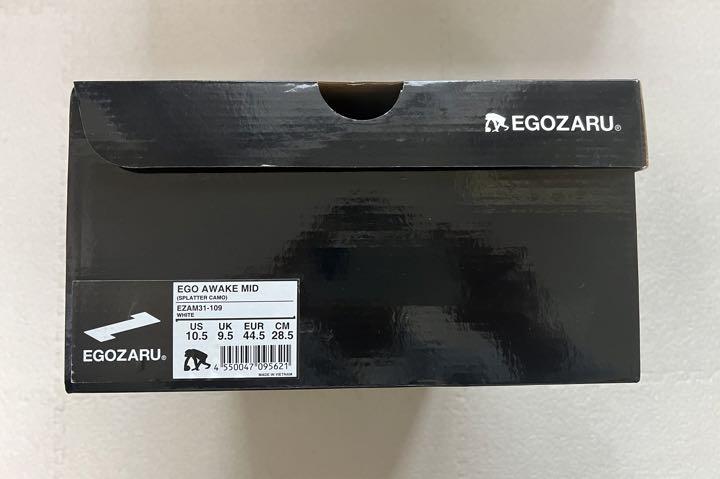 EGOZARU®
EGO AWAKE MID
(SPLATTER CAMO)
EZAM31-109
WHITE
US UK EUR CM
10.5 9.5 44.5 28.5
EGOZARU®
4 550047 095621
MADE IN VIETNAM